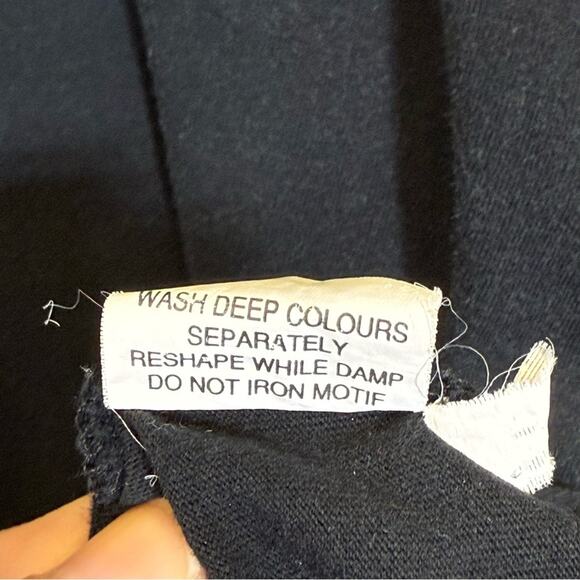 WASH DEEP COLOURS
SEPARATELY
RESHAPE WHILE DAMP
DO NOT IRON MOTIF